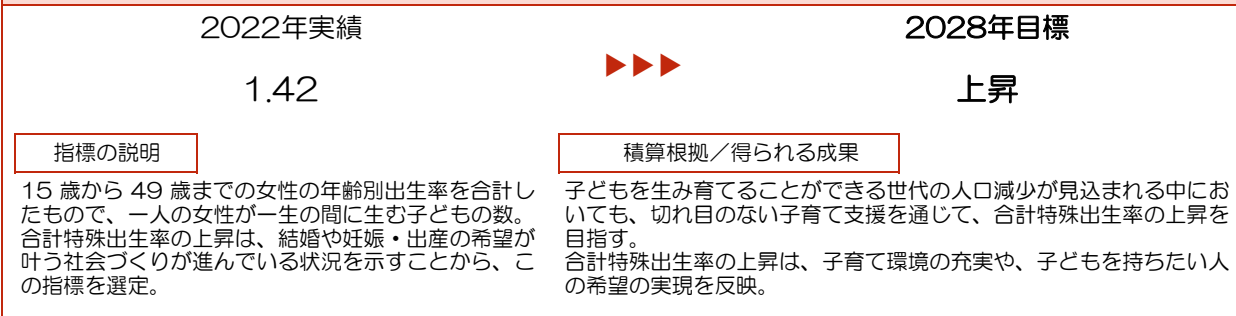 2022年実績
2028年目標
1.42
▶▶▶
上昇
指標の説明
15 歳から 49 歳までの女性の年齢別出生率を合計し
たもので、一人の女性が一生の間に生む子どもの数。
合計特殊出生率の上昇は、結婚や妊娠・出産の希望が
叶う社会づくりが進んでいる状況を示すことから、こ
の指標を選定。
積算根拠／得られる成果
子どもを生み育てることができる世代の人口減少が見込まれる中にお
いても、切れ目のない子育て支援を通じて、合計特殊出生率の上昇を
目指す。
合計特殊出生率の上昇は、子育て環境の充実や、子どもを持ちたい人
の希望の実現を反映。